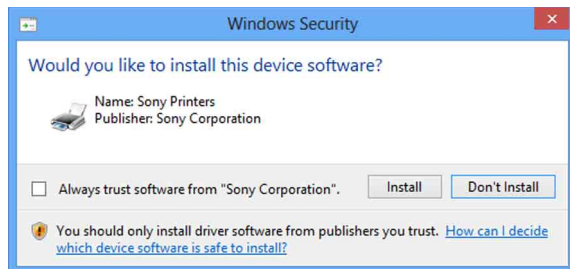 Windows Security
Would you like to install this device software?
Name: Sony Printers
Publisher: Sony Corporation
Always trust software from "Sony Corporation".
Install
Don't Install
You should only install driver software from publishers you trust. How can I decide
which device software is safe to install?